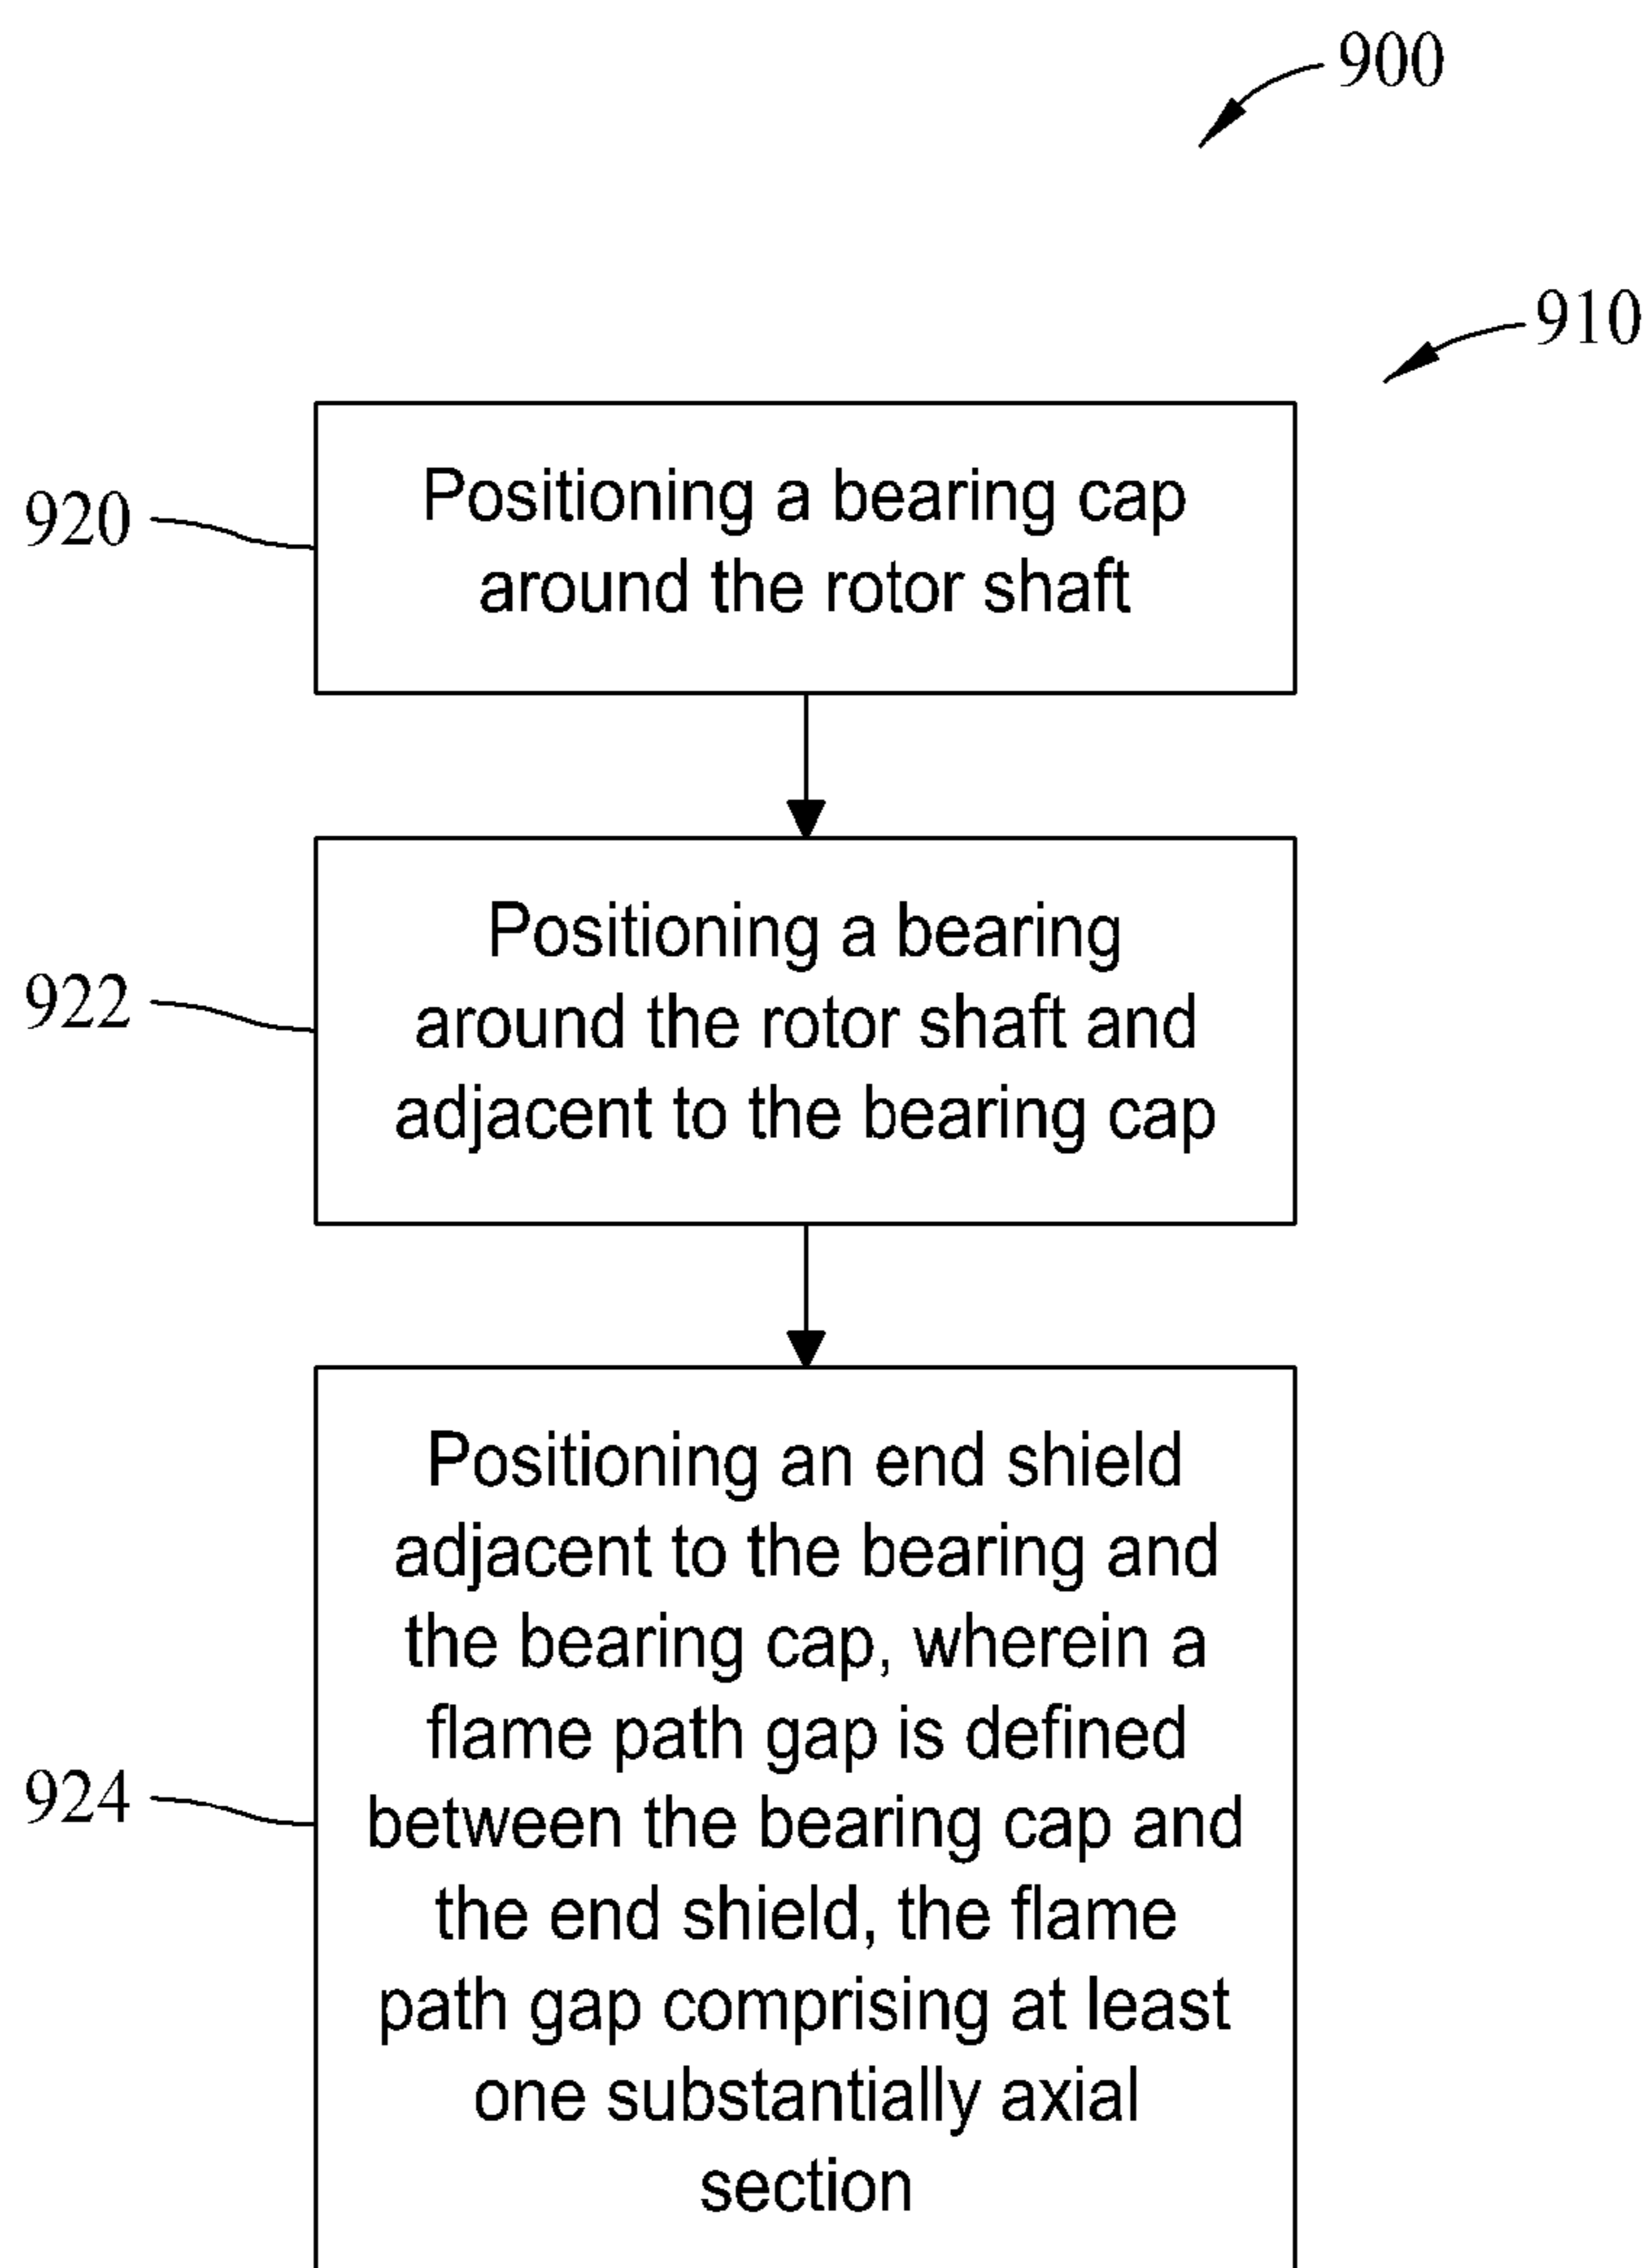 900
910
920
Positioning a bearing cap
around the rotor shaft
922
Positioning a bearing
around the rotor shaft and
adjacent to the bearing cap
924
Positioning an end shield
adjacent to the bearing and
the bearing cap, wherein a
flame path gap is defined
between the bearing cap and
the end shield, the flame
path gap comprising at least
one substantially axial
section